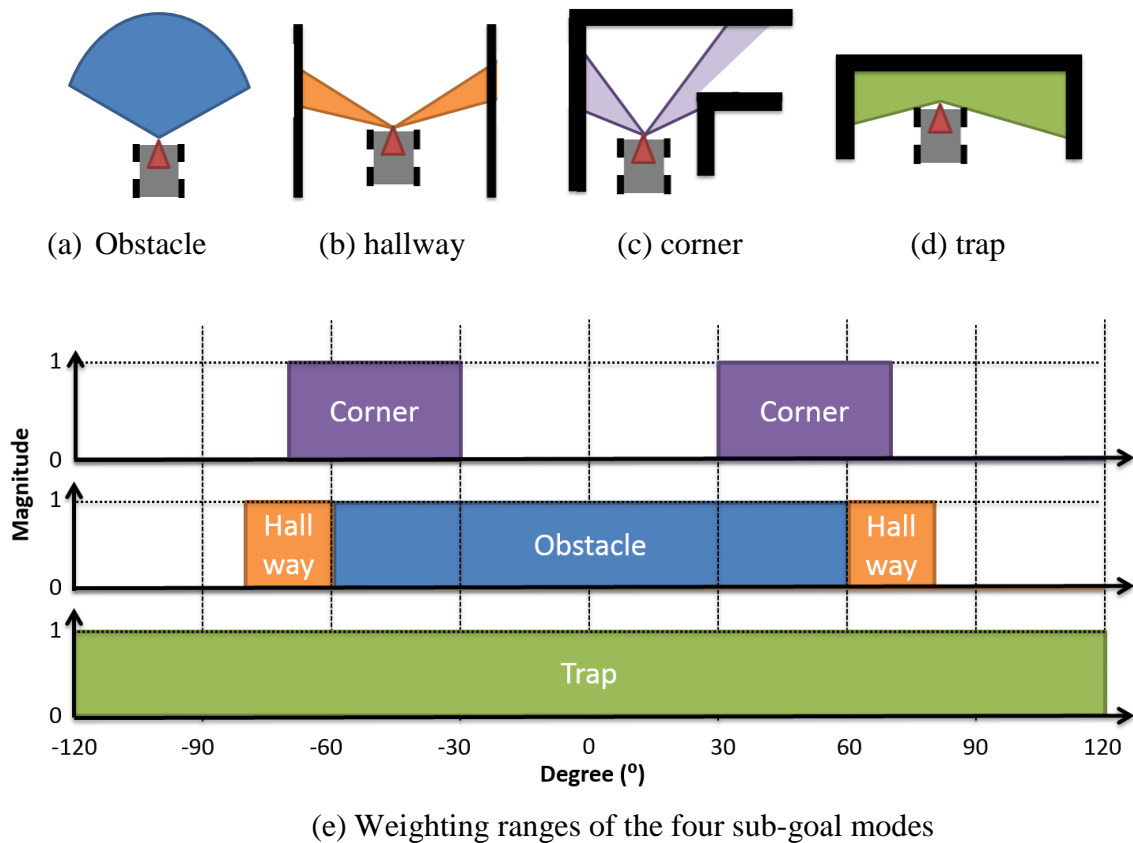 (a) Obstacle
(b) hallway
(c) corner
(d) trap
1
Corner
Corner
0
Magnitude
1
Hall
way
Obstacle
Hall
way
0
1
Trap
0
-120
-90
-60
-30
0
30
60
90
120
Degree (⁰)
(e) Weighting ranges of the four sub-goal modes